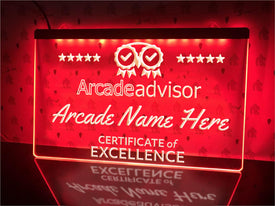 Arcadeadvisor
Arcade Name Here
CERTIFICATE of
EXCELLENCE